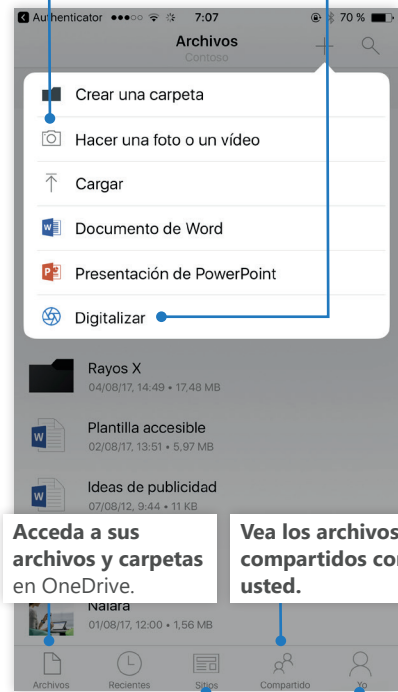 Authenticator 7:07 70 %
Archivos
Contoso
Crear una carpeta
Hacer una foto o un vídeo
Cargar
Documento de Word
Presentación de PowerPoint
Digitalizar
Rayos X
04/08/17, 14:49 • 17,48 MB
Plantilla accesible
02/08/17, 13:51 • 5,97 MB
Ideas de publicidad
07/08/12, 9:44 • 11 KB
Acceda a sus
archivos y carpetas
en OneDrive.
Vea los archivos
compartidos con
usted.
Naiara
01/08/17, 12:00 • 1,56 MB
Archivos Recientes Sitios Compartido Yo